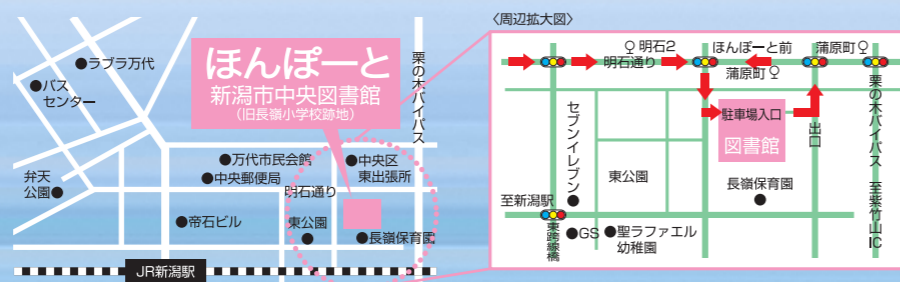 ラブラ万代
バス
センター
ほんぽーと
新潟市中央図書館
(旧長嶺小学校跡地)
栗の木バイパス
弁天
公園
万代市民会館
中央郵便局
中央区
東出張所
明石通り
帝石ビル
東公園
長嶺保育園
JR新潟駅
〈周辺拡大図〉
明石2
明石通り
ほんぽーと前
蒲原町
蒲原町
セブンイレブン
駐車場入口
図書館
出口
栗の木バイパス
至紫竹山IC
東公園
長嶺保育園
至新潟駅
東跨線橋
GS
聖ラファエル
幼稚園